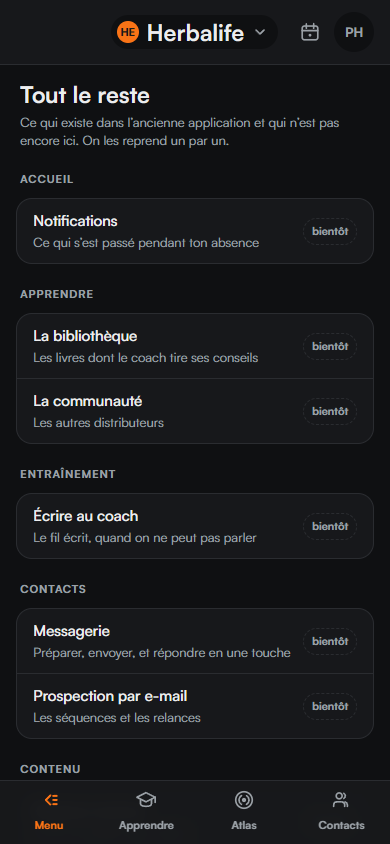 HE Herbalife PH
Tout le reste
Ce qui existe dans l'ancienne application et qui n'est pas
encore ici. On les reprend un par un.
ACCUEIL
Notifications
Ce qui s'est passé pendant ton absence
bientôt
APPRENDRE
La bibliothèque
Les livres dont le coach tire ses conseils
bientôt
La communauté
Les autres distributeurs
bientôt
ENTRAÎNEMENT
Écrire au coach
Le fil écrit, quand on ne peut pas parler
bientôt
CONTACTS
Messagerie
Préparer, envoyer, et répondre en une touche
bientôt
Prospection par e-mail
Les séquences et les relances
bientôt
CONTENU
Menu Apprendre Atlas Contacts